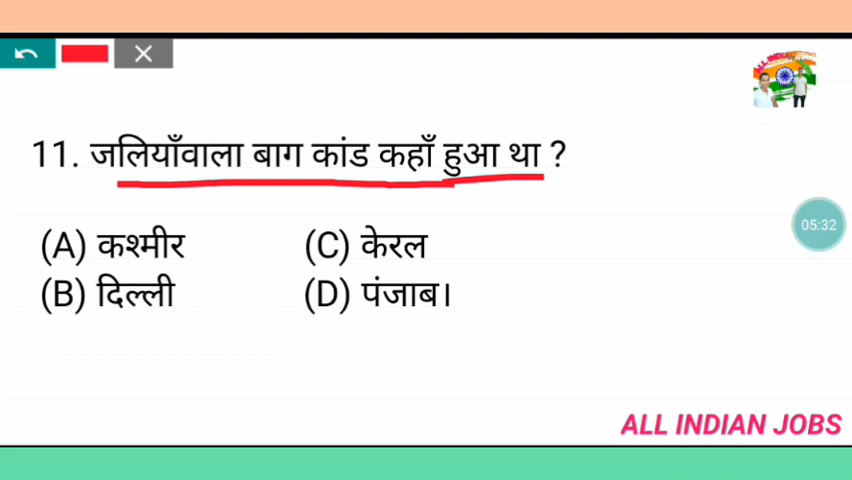 11. जलियाँवाला बाग कांड कहाँ हुआ था ?
05:32
(A) कश्मीर (C) केरल
(B) दिल्ली (D) पंजाब।
ALL INDIAN JOBS